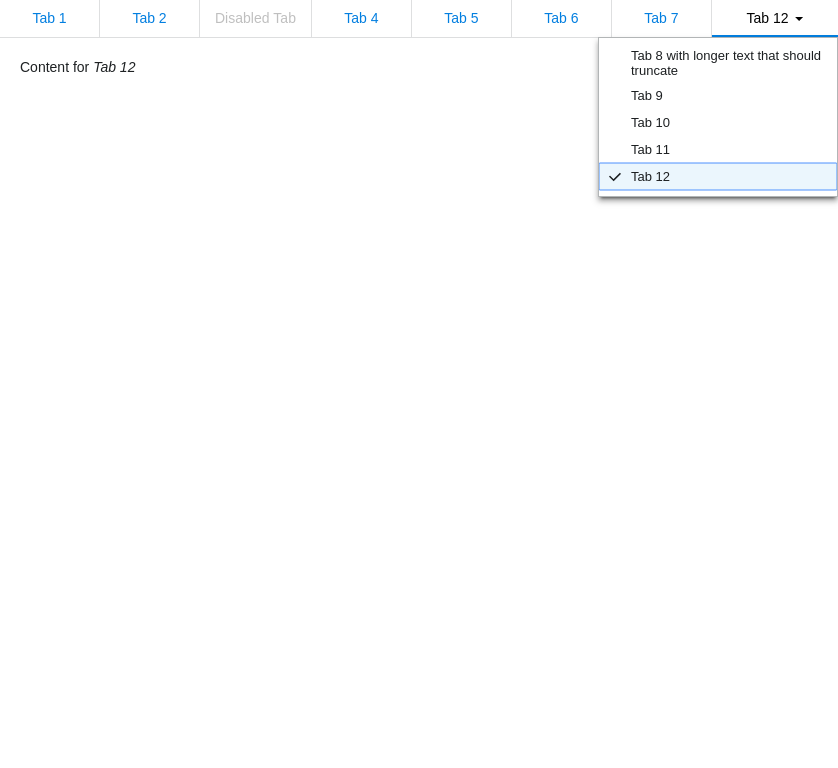 Tab 1 Tab 2 Disabled Tab Tab 4 Tab 5 Tab 6 Tab 7 Tab 12
Content for Tab 12
Tab 8 with longer text that should
truncate
Tab 9
Tab 10
Tab 11
Tab 12